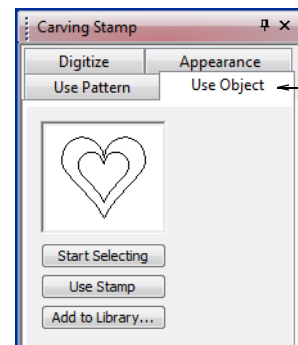 Carving Stamp
Digitize Appearance
Use Pattern Use Object
Start Selecting
Use Stamp
Add to Library...